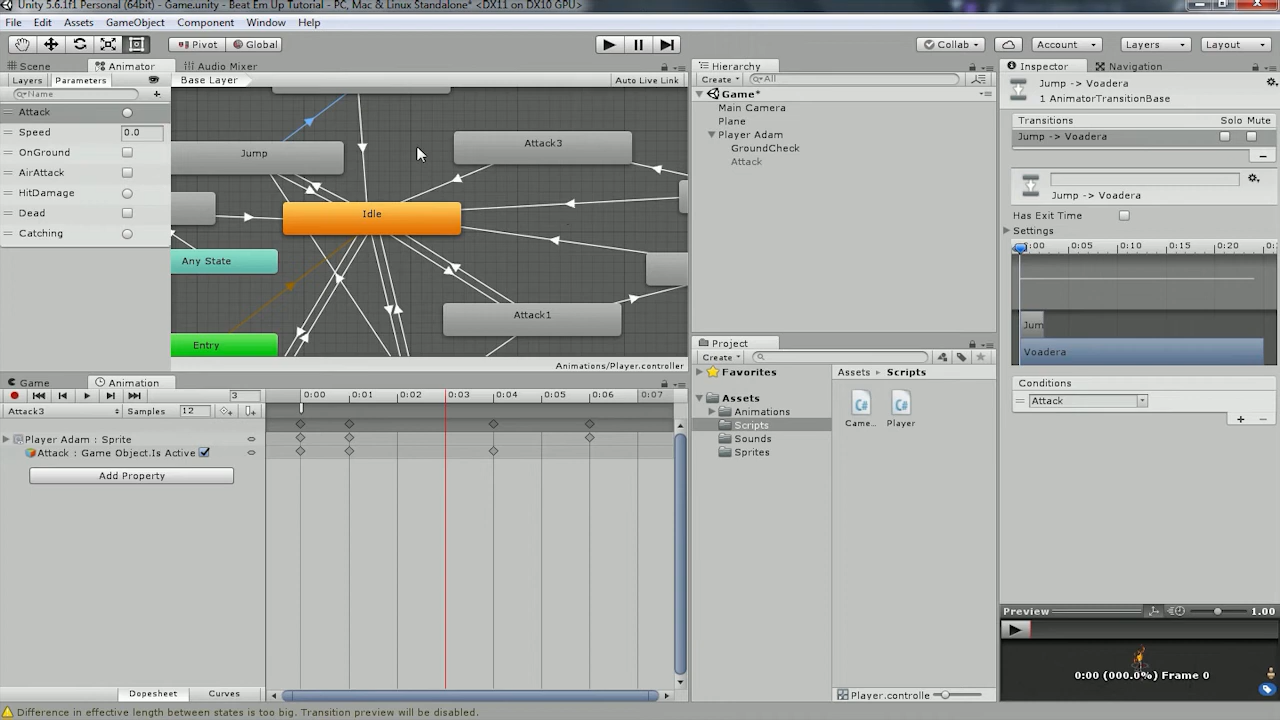 Unity 5.6.1f1 Personal (64bit) - Game.unity - Beat Em Up Tutorial - PC, Mac & Linux Standalone* <DX11 on DX10 GPU>
File Edit Assets GameObject Component Window Help
Pivot Global Collab Account Layers Layout
Scene Animator Audio Mixer
Layers Parameters Base Layer Auto Live Link
Name
Attack
Speed 0.0
OnGround
AirAttack
HitDamage
Dead
Catching
Attack3
Jump
Idle
Any State
Attack1
Entry
Animations/Player.controller
Game Animation
3 0:00 0:01 0:02 0:03 0:04 0:05 0:06 0:07
Attack3 Samples 12
Player Adam : Sprite
Attack : Game Object.Is Active
Add Property
Dopesheet Curves
Hierarchy
Create All
Game*
Main Camera
Plane
Player Adam
GroundCheck
Attack
Project
Create
Favorites
Assets
Animations
Scripts
Sounds
Sprites
Assets Scripts
C# C#
Came... Player
Player.controlle
Inspector Navigation
Jump -> Voadera
1 AnimatorTransitionBase
Transitions Solo Mute
Jump -> Voadera
Jump -> Voadera
Has Exit Time
Settings
0:00 0:05 0:10 0:15 0:20
Jum
Voadera
Conditions
Attack
Preview 1.00
0:00 (000.0%) Frame 0
Difference in effective length between states is too big. Transition preview will be disabled.